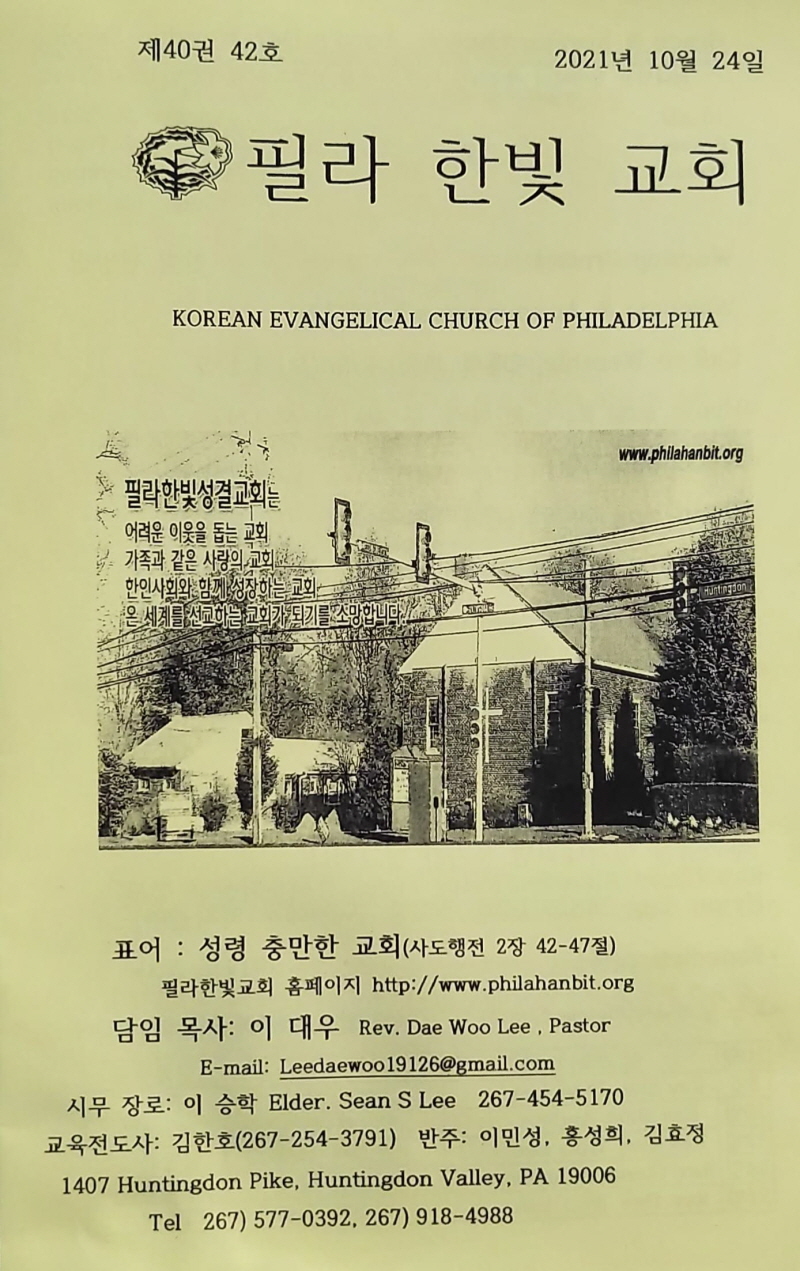 제40권 42호
2021년 10월 24일
필라 한빛 교회
KOREAN EVANGELICAL CHURCH OF PHILADELPHIA
www.philahanbit.org
필라한빛성결교회는
어려운 이웃을 돕는 교회
가족과 같은 사랑의 교회
한인사회와 함께 성장하는 교회
온 세계를 선교하는 교회가 되기를 소망합니다.
Huntingdon
표어 : 성령 충만한 교회(사도행전 2장 42-47절)
필라한빛교회 홈페이지 http://www.philahanbit.org
담임 목사: 이 대우 Rev. Dae Woo Lee , Pastor
E-mail: Leedaewoo19126@gmail.com
시무 장로: 이 승학 Elder. Sean S Lee 267-454-5170
교육전도사: 김한호(267-254-3791) 반주: 이민성, 홍성희, 김효정
1407 Huntingdon Pike, Huntingdon Valley, PA 19006
Tel 267) 577-0392, 267) 918-4988